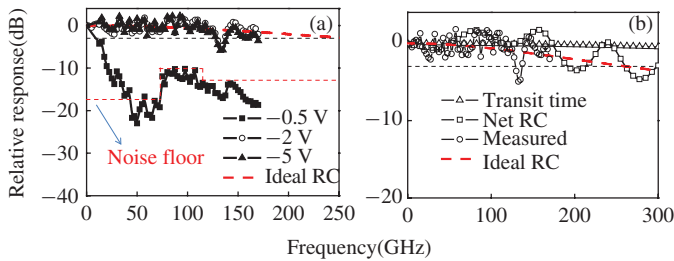 (a)
(b)
Relative response(dB)
0
−10
−20
−30
−40
Noise floor
−0.5 V
−2 V
−5 V
Ideal RC
0 50 100 150 200 250
0
−10
−20
Transit time
Net RC
Measured
Ideal RC
0 100 200 300
Frequency(GHz)